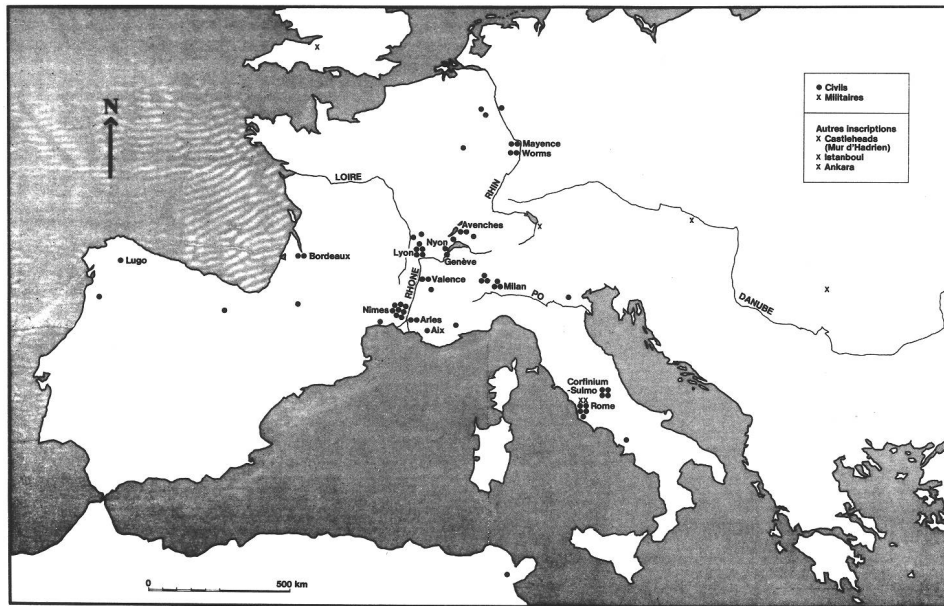 N
● Civils
x Militaires
Autres inscriptions
x Castleheads
(Mur d'Hadrien)
x Istanboul
x Ankara
Mayence
Worms
LOIRE
RHIN
Avenches
Nyon
Lyon
Genève
Bordeaux
Lugo
RHONE
Valence
Milan
PO
DANUBE
Nimes
Arles
Aix
Corfinium
-Sulmo
xx
Rome
0 500 km